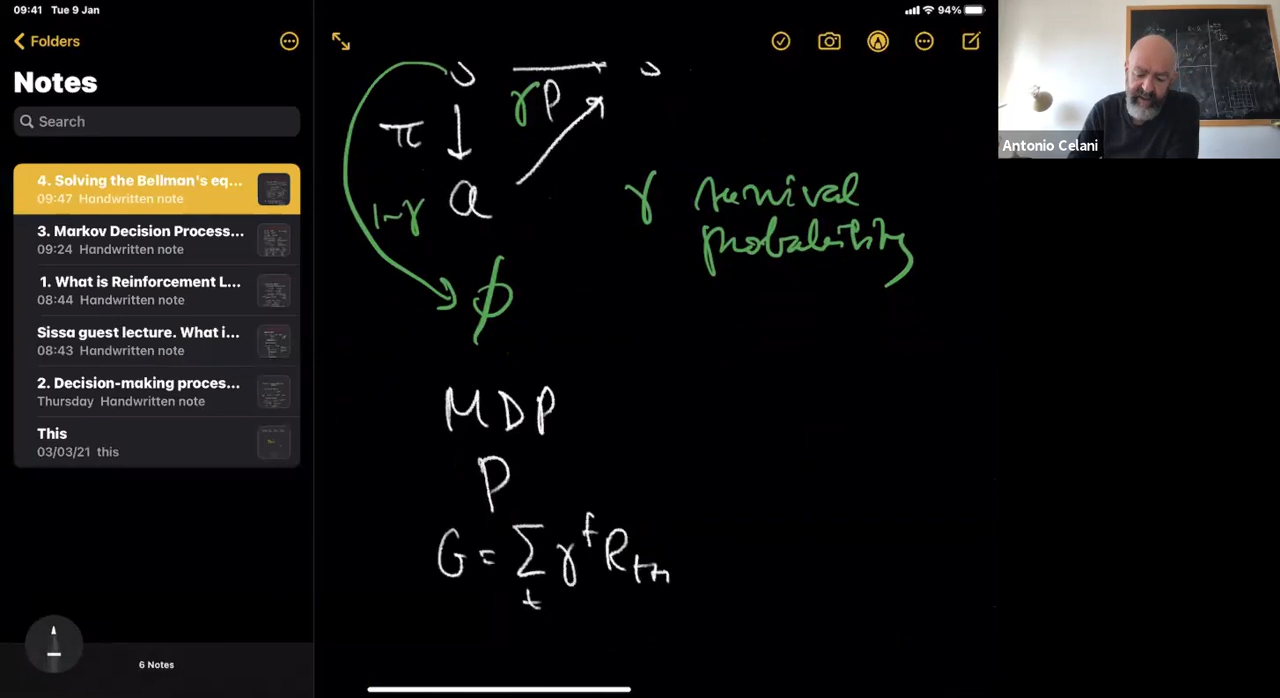 09:41 Tue 9 Jan
94%
Folders
Notes
Search
4. Solving the Bellman's eq...
09:47 Handwritten note
3. Markov Decision Process...
09:24 Handwritten note
1. What is Reinforcement L...
08:44 Handwritten note
Sissa guest lecture. What i...
08:43 Handwritten note
2. Decision-making proces...
Thursday Handwritten note
This
03/03/21 this
6 Notes
γp
π
a
1-γ
ϕ
γ survival
probability
MDP
P
G = Σ γ^t R_t+1
t
Antonio Celani